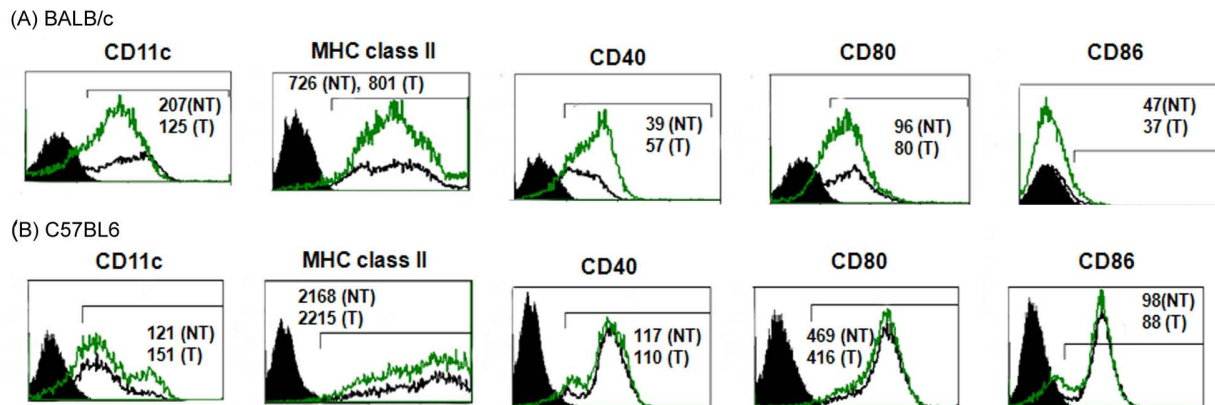 (A) BALB/c
CD11c
MHC class II
CD40
CD80
CD86
726 (NT), 801 (T)
207(NT)
125 (T)
39 (NT)
57 (T)
96 (NT)
80 (T)
47 (NT)
37 (T)
(B) C57BL6
CD11c
MHC class II
CD40
CD80
CD86
121 (NT)
151 (T)
2168 (NT)
2215 (T)
117 (NT)
110 (T)
469 (NT)
416 (T)
98(NT)
88 (T)